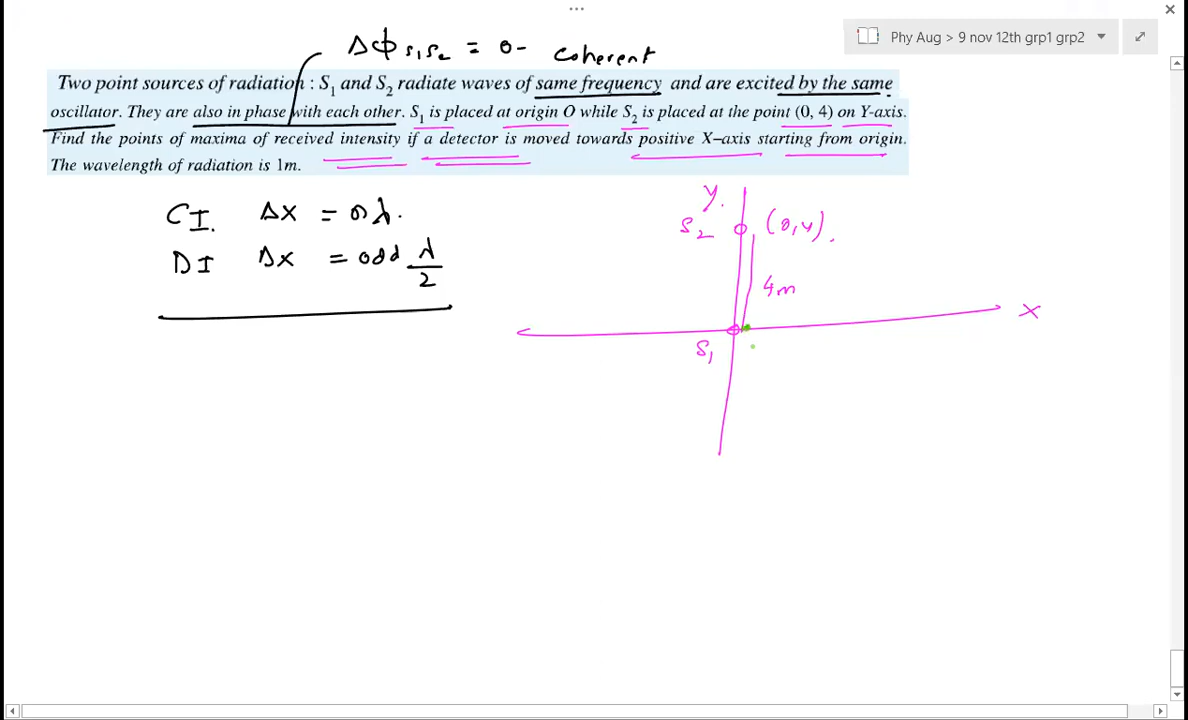 Phy Aug > 9 nov 12th grp1 grp2
Δϕ s₁s₂ = 0- coherent
Two point sources of radiation : S₁ and S₂ radiate waves of same frequency and are excited by the same
oscillator. They are also in phase with each other. S₁ is placed at origin O while S₂ is placed at the point (0, 4) on Y-axis.
Find the points of maxima of received intensity if a detector is moved towards positive X–axis starting from origin.
The wavelength of radiation is 1m.
CI. Δx = nλ.
DI Δx = odd λ/2
y.
S₂ (0,4).
4m
X
S₁